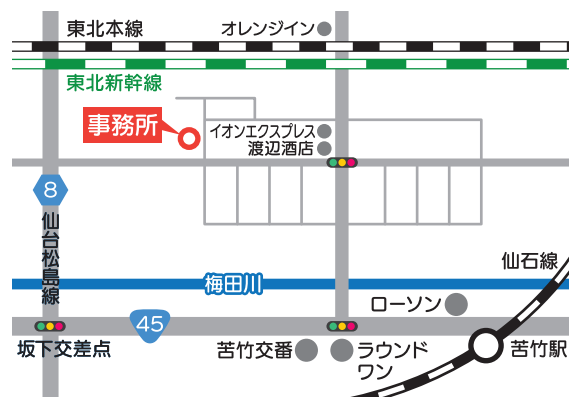 東北本線
オレンジイン
東北新幹線
事務所
イオンエクスプレス
渡辺酒店
8
仙台松島線
仙石線
梅田川
ローソン
45
坂下交差点
苦竹交番
ラウンド
ワン
苦竹駅